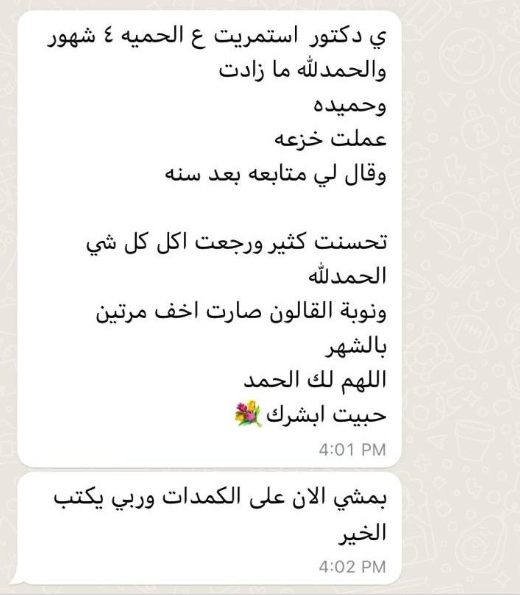 ي دكتور  استمريت ع الحميه ٤ شهور
والحمدلله ما زادت
وحميده
عملت خزعه
وقال لي متابعه بعد سنه

تحسنت كثير ورجعت اكل كل شي
الحمدلله
ونوبة القالون صارت اخف مرتين
بالشهر
اللهم لك الحمد
حبيت ابشرك 💐
4:01 PM
بمشي الان على الكمدات وربي يكتب
الخير
4:02 PM